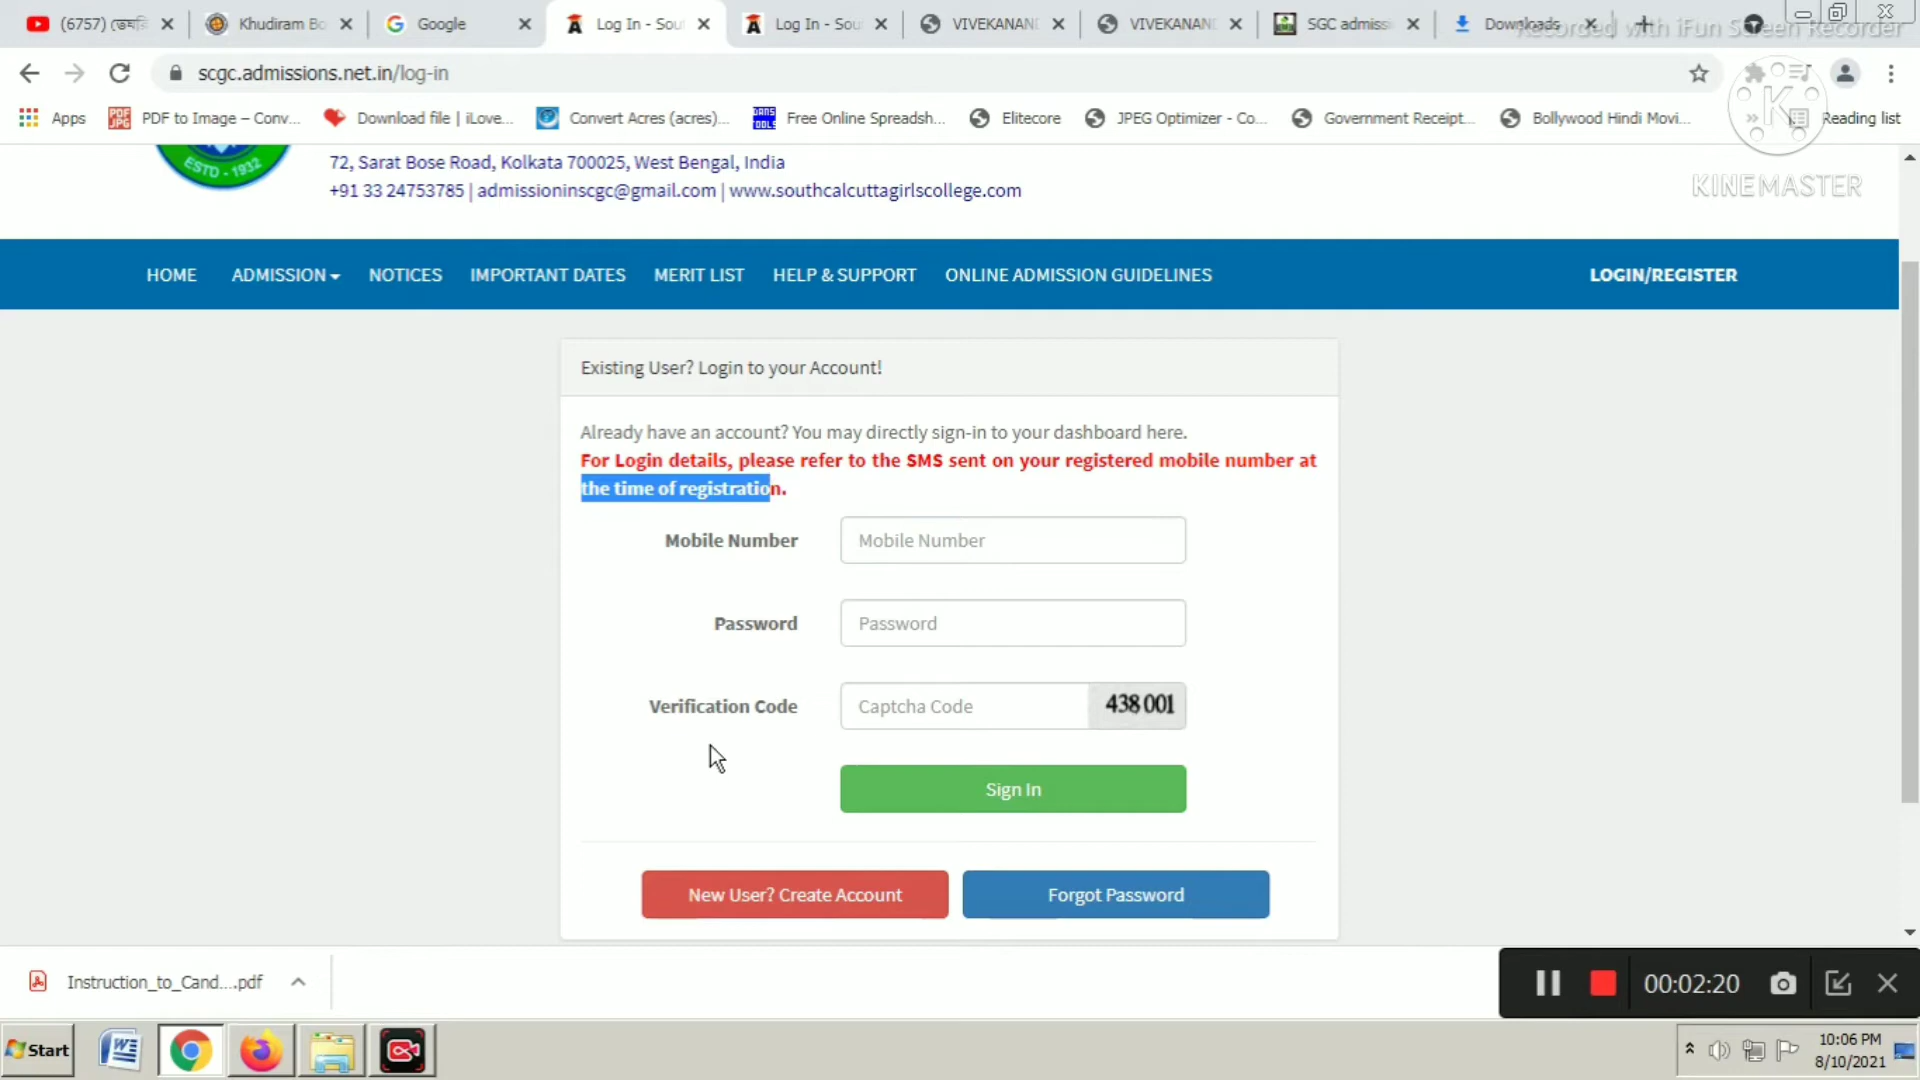 (6757) (
Khudiram Bo
Google
Log In - Sou
Log In - Sou
VIVEKANAND
VIVEKANAND
SGC admiss
Downloads
Recorded with iFun Screen Recorder
scgc.admissions.net.in/log-in
Apps
PDF to Image – Conv...
Download file | iLove...
Convert Acres (acres)...
Free Online Spreadsh...
Elitecore
JPEG Optimizer - Co...
Government Receipt...
Bollywood Hindi Movi...
»
Reading list
K
KINEMASTER
ESTD - 1932
72, Sarat Bose Road, Kolkata 700025, West Bengal, India
+91 33 24753785 | admissioninscgc@gmail.com | www.southcalcuttagirlscollege.com
HOME ADMISSION NOTICES IMPORTANT DATES MERIT LIST HELP & SUPPORT ONLINE ADMISSION GUIDELINES LOGIN/REGISTER
Existing User? Login to your Account!
Already have an account? You may directly sign-in to your dashboard here.
For Login details, please refer to the SMS sent on your registered mobile number at
the time of registration.
Mobile Number Mobile Number
Password Password
Verification Code Captcha Code 438 001
Sign In
New User? Create Account Forgot Password
Instruction_to_Cand....pdf
00:02:20
Start
10:06 PM
8/10/2021